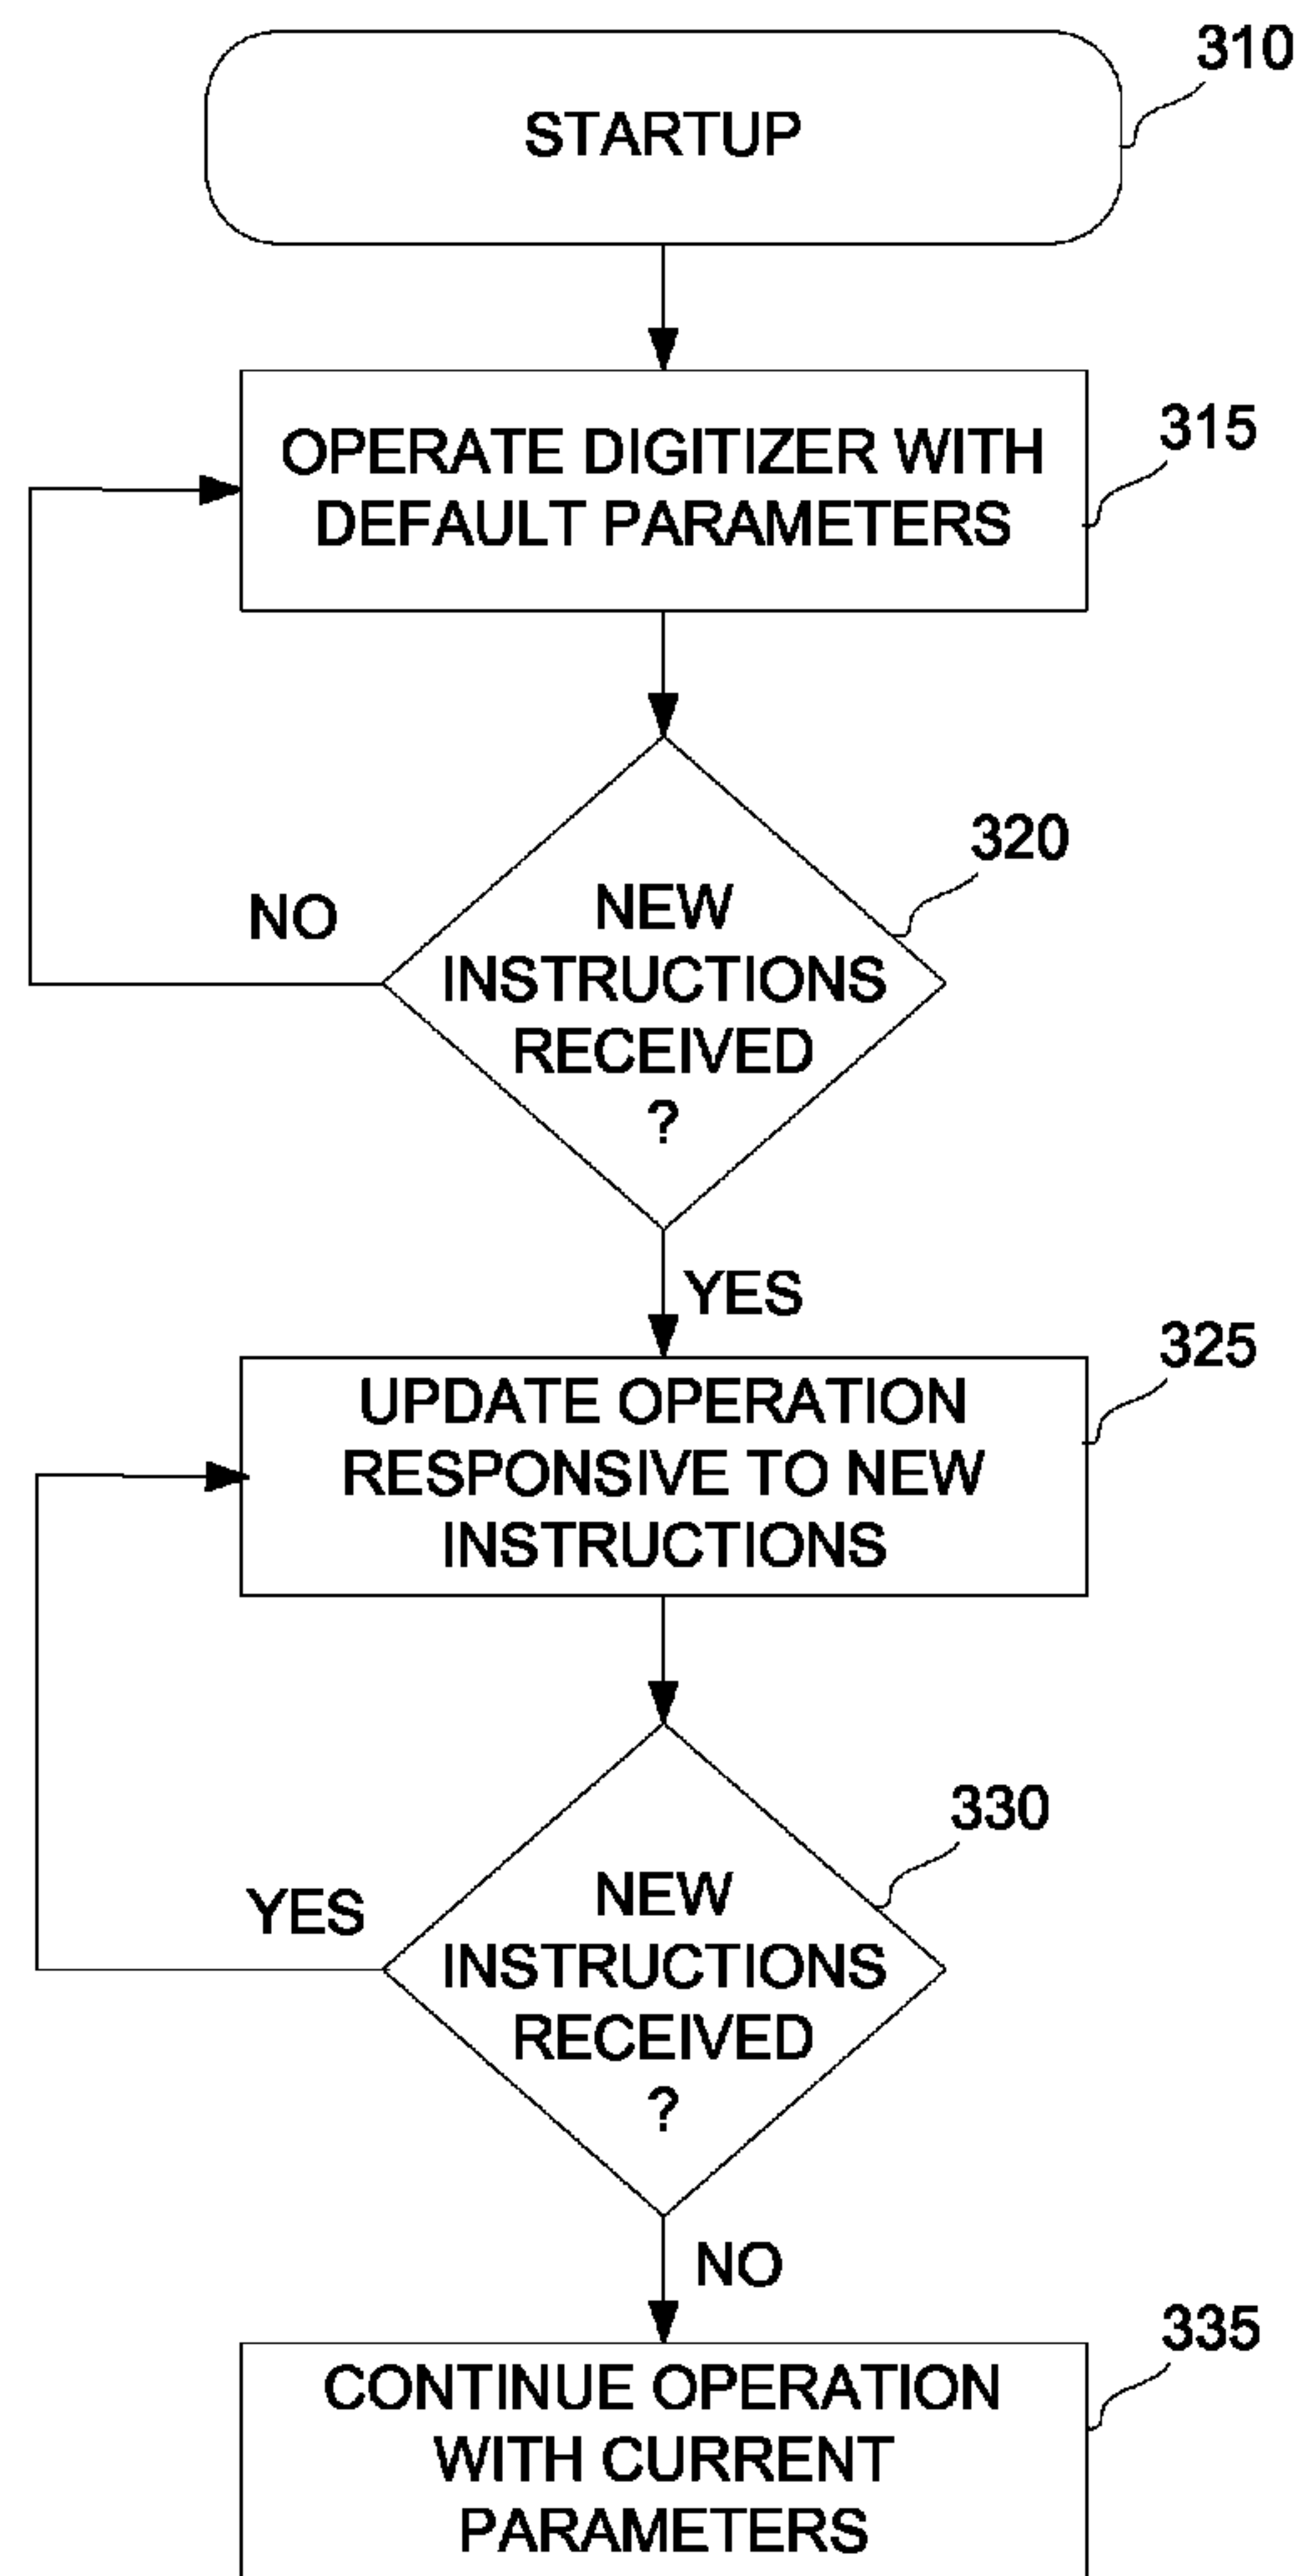 310
STARTUP
315
OPERATE DIGITIZER WITH
DEFAULT PARAMETERS
320
NO
NEW
INSTRUCTIONS
RECEIVED
?
YES
325
UPDATE OPERATION
RESPONSIVE TO NEW
INSTRUCTIONS
330
YES
NEW
INSTRUCTIONS
RECEIVED
?
NO
335
CONTINUE OPERATION
WITH CURRENT
PARAMETERS